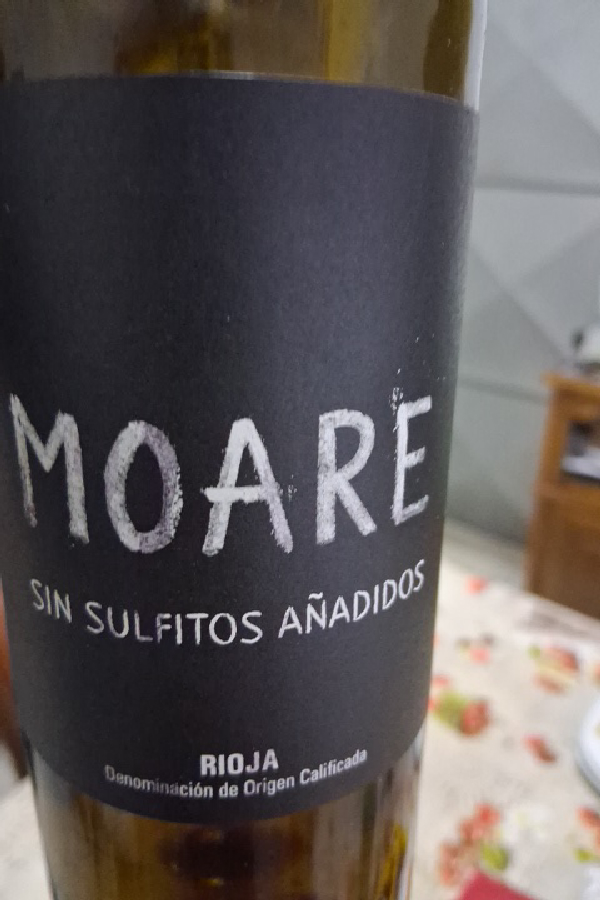 MOARE
SIN SULFITOS AÑADIDOS
RIOJA
Denominación de Origen Calificada